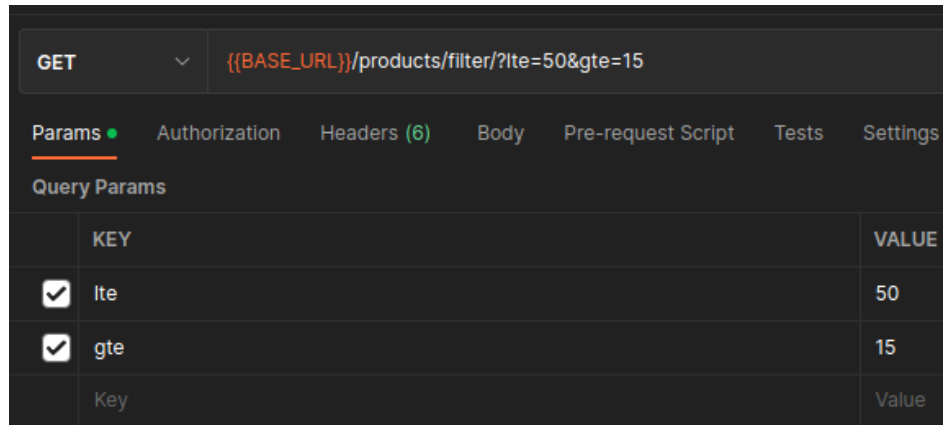 GET {{BASE_URL}}/products/filter/?lte=50&gte=15
Params Authorization Headers (6) Body Pre-request Script Tests Settings
Query Params
KEY VALUE
lte 50
gte 15
Key Value